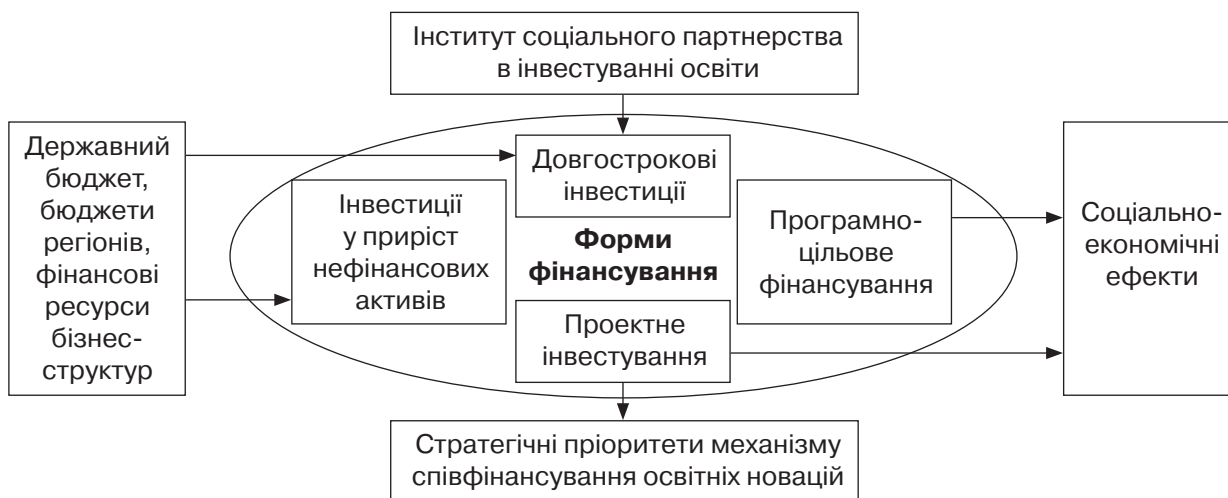 Інститут соціального партнерства
в інвестуванні освіти
Державний
бюджет,
бюджети
регіонів,
фінансові
ресурси
бізнес-
структур
Довгострокові
інвестиції
Інвестиції
у приріст
нефінансових
активів
Форми
фінансування
Програмно-
цільове
фінансування
Проектне
інвестування
Соціально-
економічні
ефекти
Стратегічні пріоритети механізму
співфінансування освітніх новацій